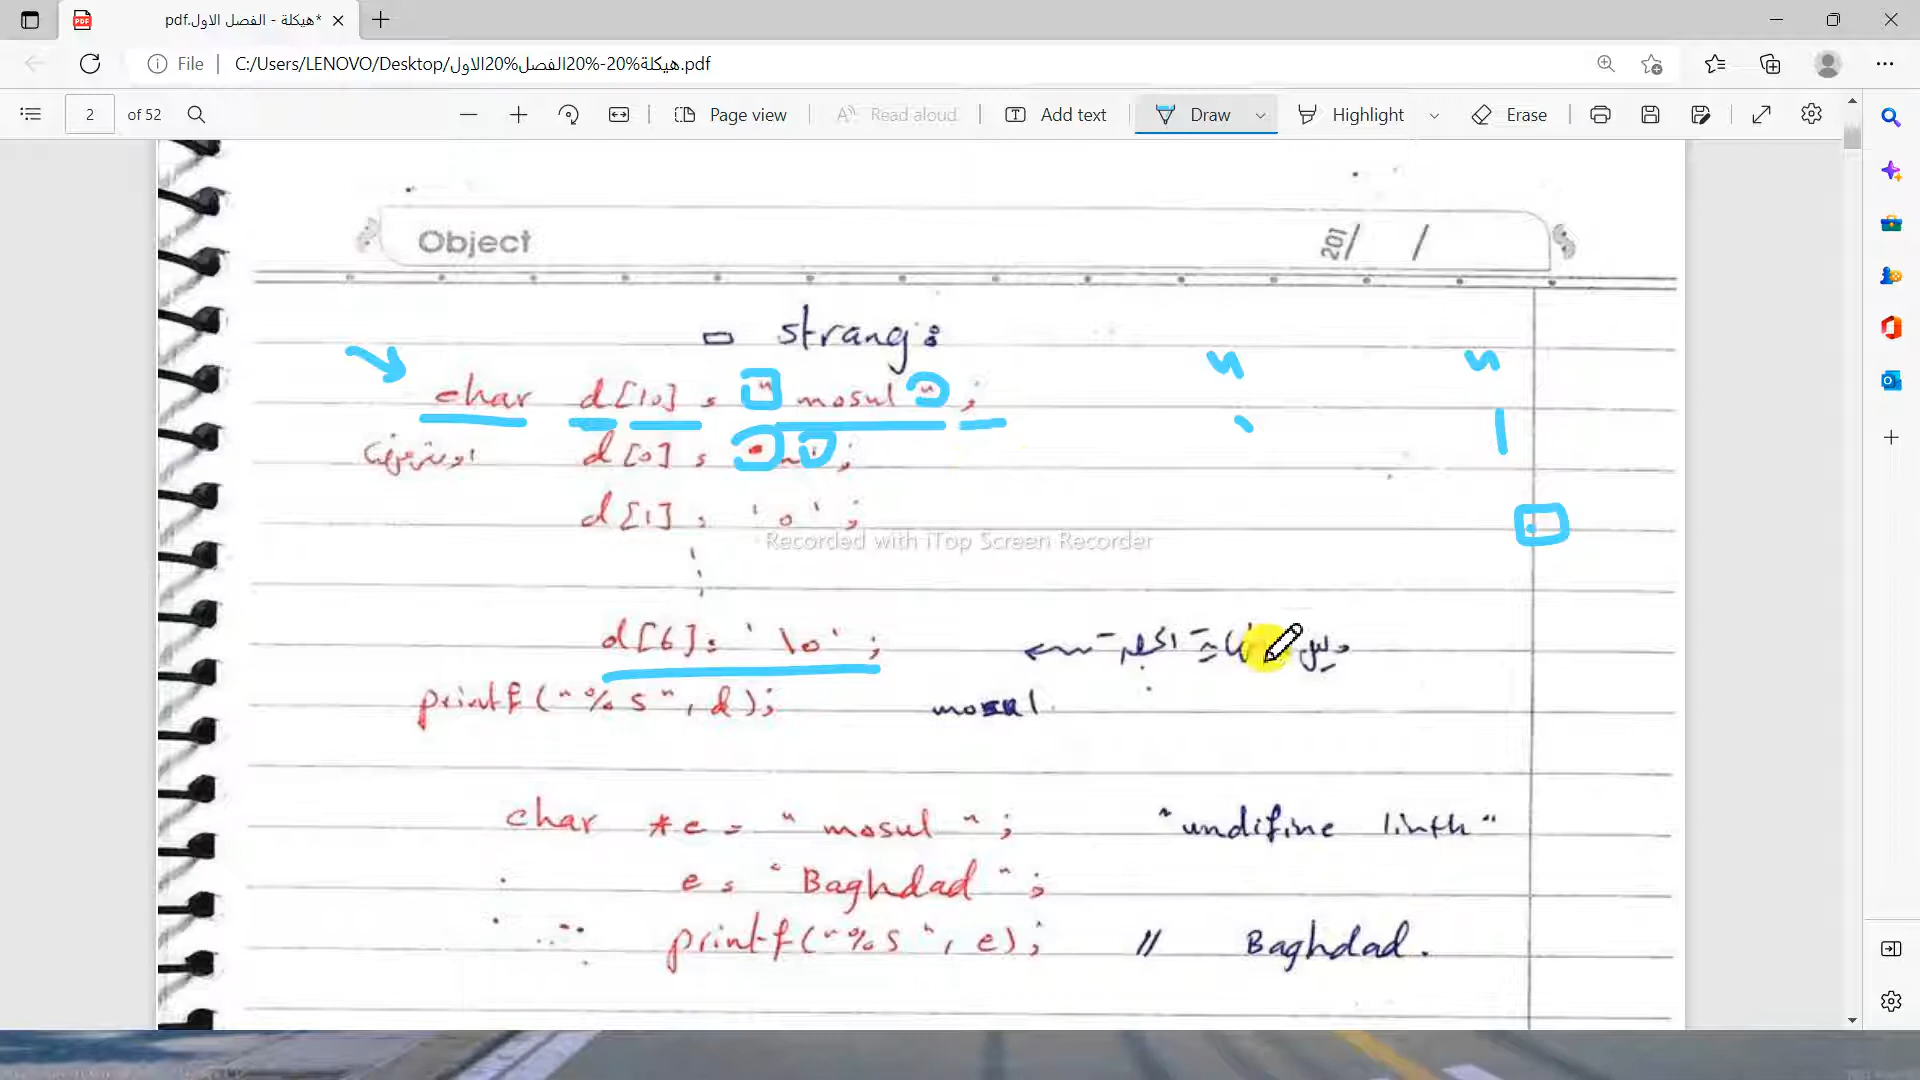 هيكلة - الفصل الاول.pdf*
File C:/Users/LENOVO/Desktop/هيكلة%20-%20الفصل%20الاول.pdf
2 of 52 Page view Read aloud Add text Draw Highlight Erase
Object 201/ /
strang:
char d[10] = "mosul";
d[0] = 'm';
d[1] = 'o';
Recorded with iTop Screen Recorder
d[6] = '\0';
printf("%s", d); mosul.
char *e = "mosul"; "undifine linth"
e = "Baghdad";
printf("%s", e); // Baghdad.